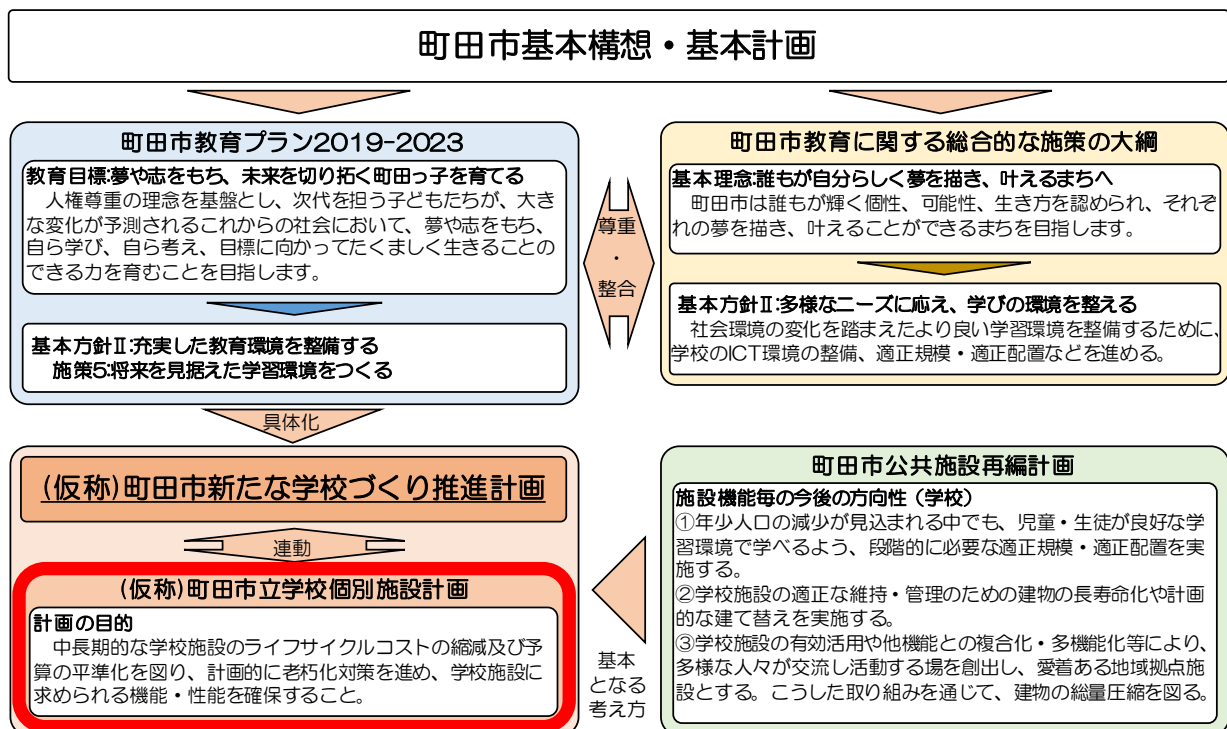 町田市基本構想・基本計画
町田市教育プラン2019-2023
教育目標:夢や志をもち、未来を切り拓く町田っ子を育てる
人権尊重の理念を基盤とし、次代を担う子どもたちが、大き
な変化が予測されるこれからの社会において、夢や志をもち、
自ら学び、自ら考え、目標に向かってたくましく生きることの
できる力を育むことを目指します。
基本方針Ⅱ:充実した教育環境を整備する
施策5:将来を見据えた学習環境をつくる
尊重
・
整合
町田市教育に関する総合的な施策の大綱
基本理念:誰もが自分らしく夢を描き、叶えるまちへ
町田市は誰もが輝く個性、可能性、生き方を認められ、それぞ
れの夢を描き、叶えることができるまちを目指します。
基本方針Ⅱ:多様なニーズに応え、学びの環境を整える
社会環境の変化を踏まえたより良い学習環境を整備するために、
学校のICT環境の整備、適正規模・適正配置などを進める。
具体化
(仮称)町田市新たな学校づくり推進計画
連動
(仮称)町田市立学校個別施設計画
計画の目的
中長期的な学校施設のライフサイクルコストの縮減及び予
算の平準化を図り、計画的に老朽化対策を進め、学校施設に
求められる機能・性能を確保すること。
基本
となる
考え方
町田市公共施設再編計画
施設機能毎の今後の方向性（学校）
①年少人口の減少が見込まれる中でも、児童・生徒が良好な学
習環境で学べるよう、段階的に必要な適正規模・適正配置を実
施する。
②学校施設の適正な維持・管理のための建物の長寿命化や計画
的な建て替えを実施する。
③学校施設の有効活用や他機能との複合化・多機能化等により、
多様な人々が交流し活動する場を創出し、愛着ある地域拠点施
設とする。こうした取り組みを通じて、建物の総量圧縮を図る。